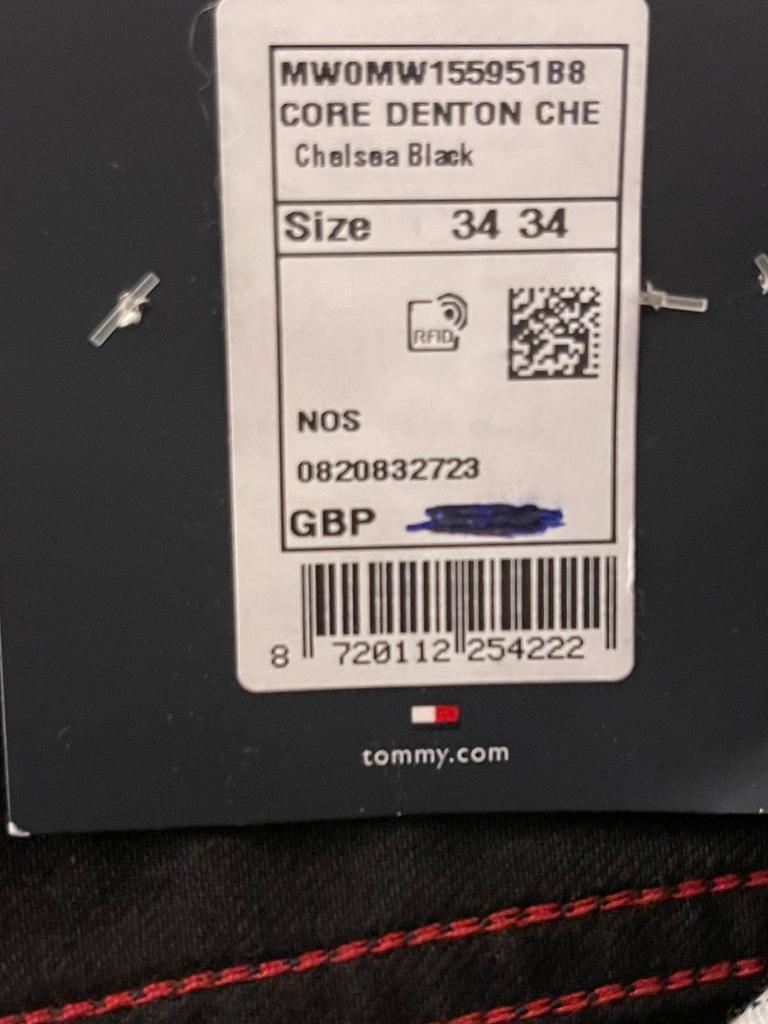 MW0MW155951B8
CORE DENTON CHE
Chelsea Black
Size 34 34
RFID
NOS
0820832723
GBP
8 720112 254222
tommy.com